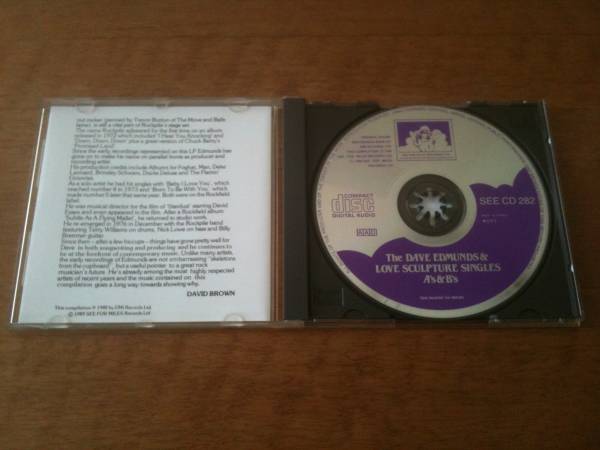 out rocker (penned by Trevor Burton of The Move and Balls
fame), is still a vital part of Rockpile's stage set.
The name Rockpile appeared for the first time on an album
released in 1972 which included 'I Hear You Knocking' and
'Down, Down, Down' plus a great version of Chuck Berry's
'Promised Land'.
Since the early recordings represented on this LP Edmunds has
gone on to make his name on parallel fronts as producer and
recording artist.
His production credits include Albums for Foghat, Man, Deke
Leonard, Brinsley Schwarz, Ducks Deluxe and The Flamin'
Groovies.
As a solo artist he had hit singles with 'Baby I Love You', which
reached number 8 in 1973 and 'Born To Be With You', which
made number 5 later that same year. Both were on the Rockfield
label.
He was musical director for the film of 'Stardust' starring David
Essex and even appeared in the film. After a Rockfield album
'Subtle As A Flying Mallet', he returned to studio work.
He re-emerged in 1976 in December with the Rockpile band
featuring Terry Williams on drums, Nick Lowe on bass and Billy
Bremner guitar.
Since then – after a few hiccups – things have gone pretty well for
Dave in both songwriting and producing and he continues to
be at the forefront of contemporary music. Unlike many artists,
the early recordings of Edmunds are not embarrassing "skeletons
from the cupboard", but a useful pointer to a great rock
musician's future. He's already among the most highly respected
artists of recent years and the music contained on this
compilation goes a long way towards showing why.
DAVID BROWN
This compilation ℗ 1989 by EMI Records Ltd.
© 1989 SEE FOR MILES Records Ltd
COMPACT
disc
DIGITAL AUDIO
SEE CD 282
AAD
The DAVE EDMUNDS &
LOVE SCULPTURE SINGLES
A's & B's